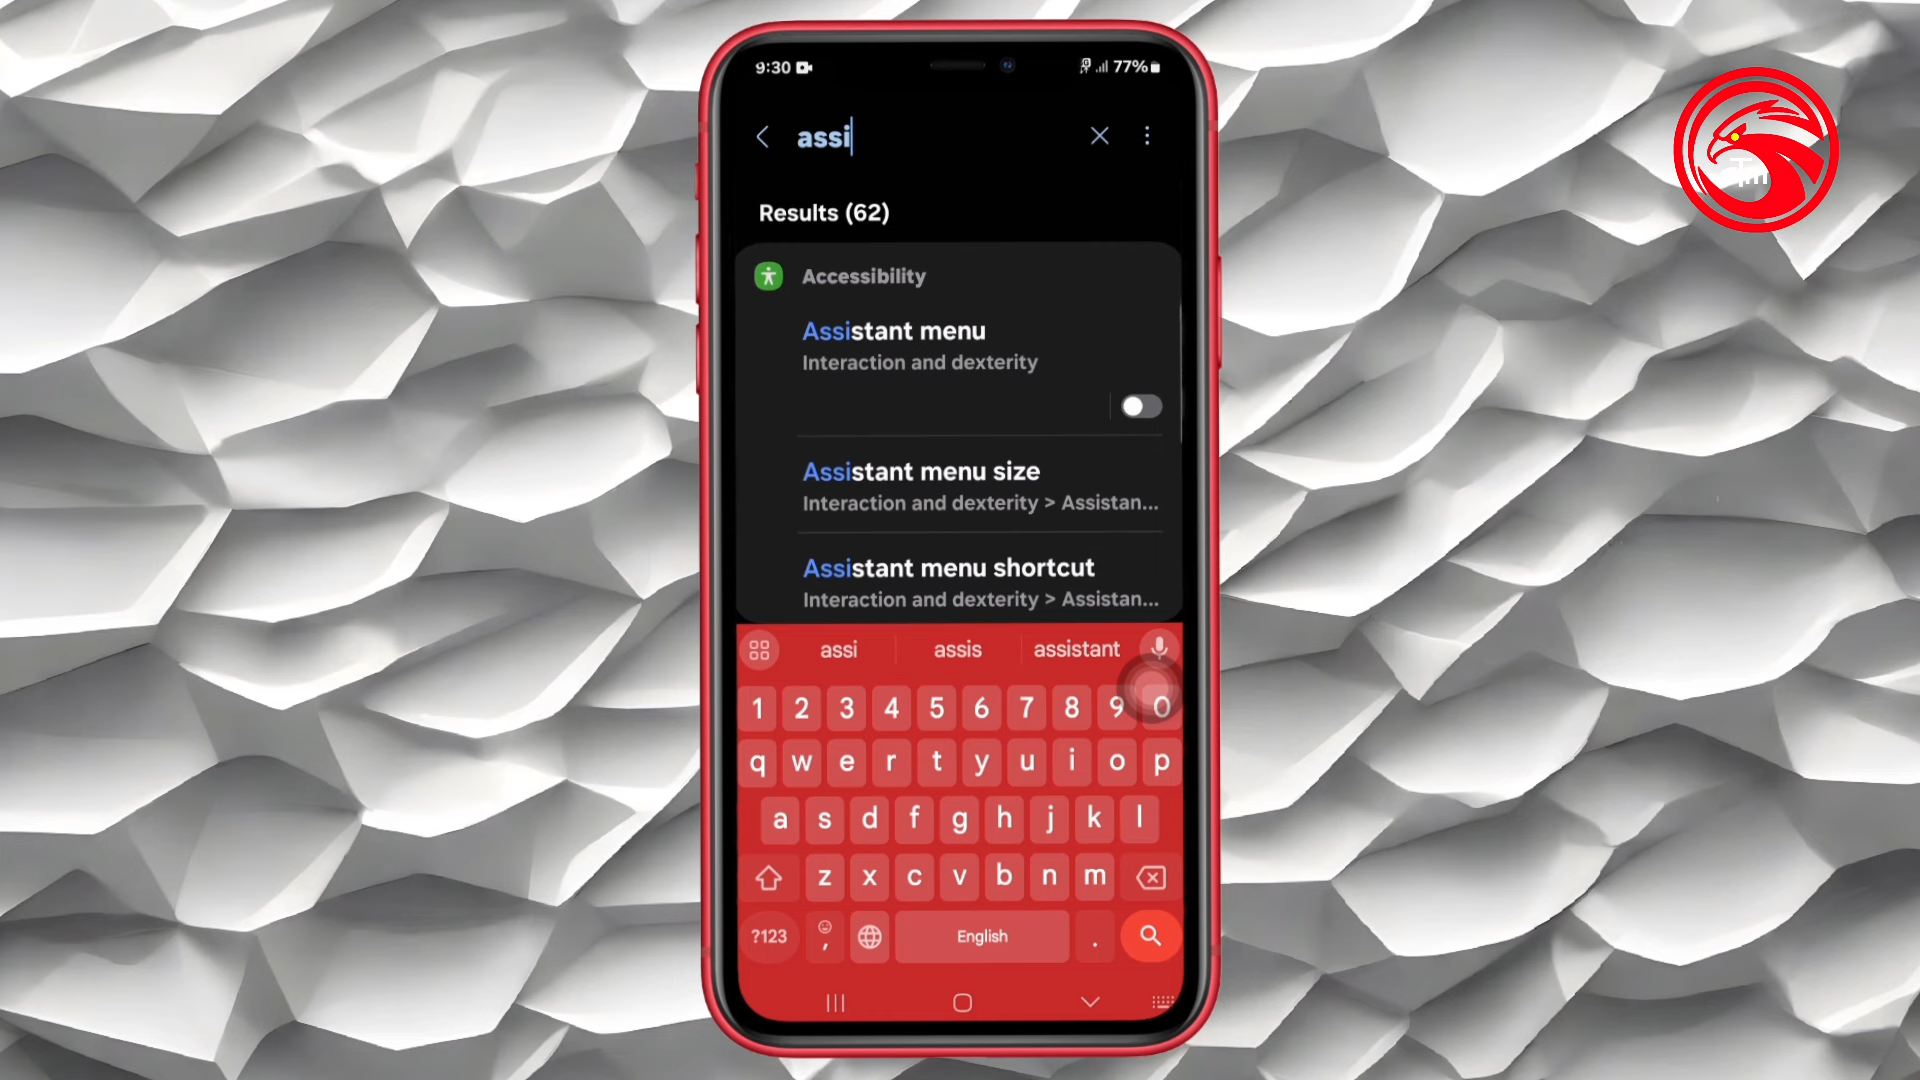 9:30
77%
assi
Results (62)
Accessibility
Assistant menu
Interaction and dexterity
Assistant menu size
Interaction and dexterity > Assistan...
Assistant menu shortcut
Interaction and dexterity > Assistan...
assi assis assistant
1 2 3 4 5 6 7 8 9 0
q w e r t y u i o p
a s d f g h j k l
z x c v b n m
?123 , English .
Tm